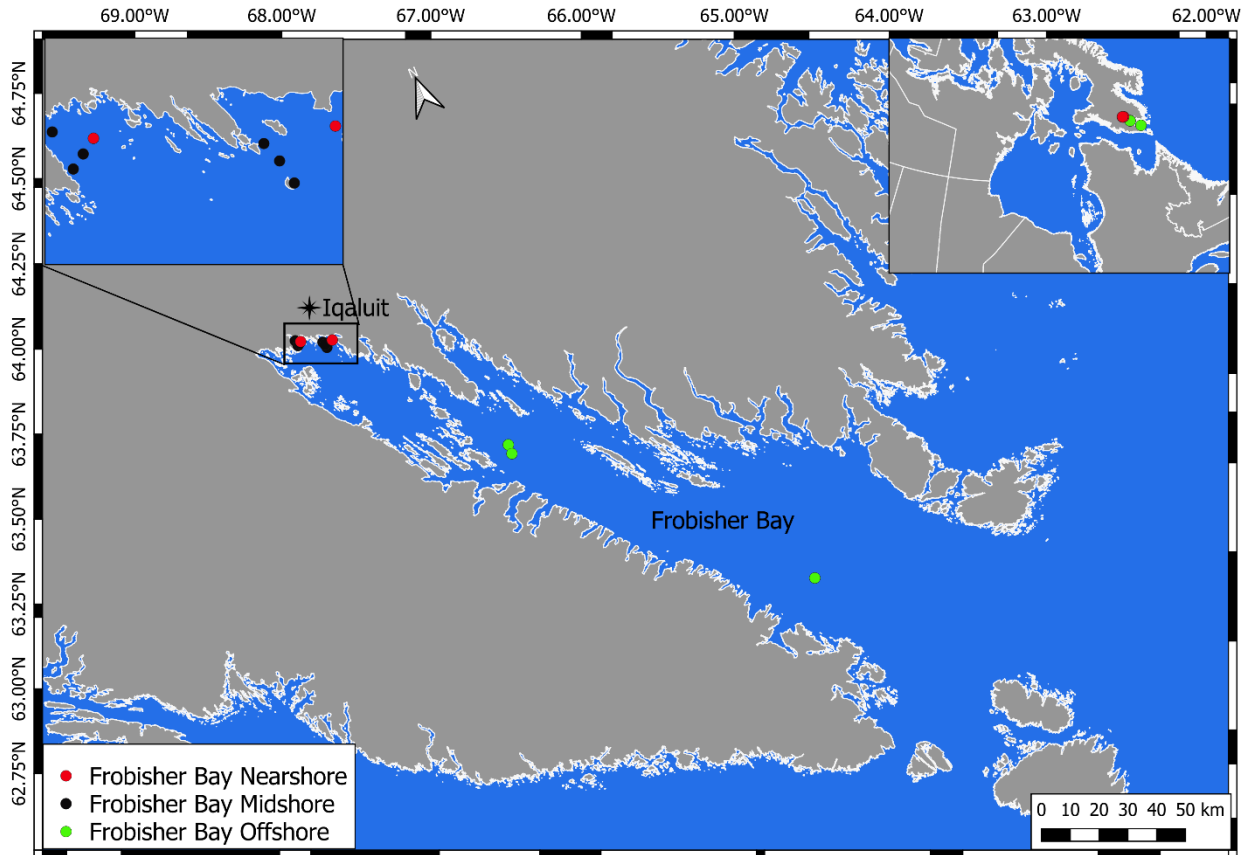 69.00°W 68.00°W 67.00°W 66.00°W 65.00°W 64.00°W 63.00°W 62.00°W
64.75°N
64.50°N
64.25°N
64.00°N
63.75°N
63.50°N
63.25°N
63.00°N
62.75°N
Iqaluit
Frobisher Bay
Frobisher Bay Nearshore
Frobisher Bay Midshore
Frobisher Bay Offshore
0 10 20 30 40 50 km